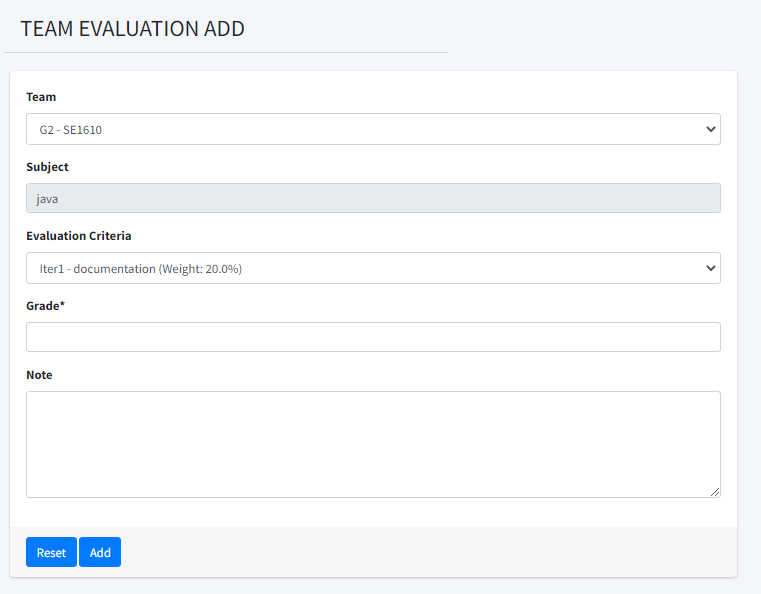 TEAM EVALUATION ADD
Team
G2 - SE1610
Subject
java
Evaluation Criteria
Iter1 - documentation (Weight: 20.0%)
Grade*
Note
Reset Add